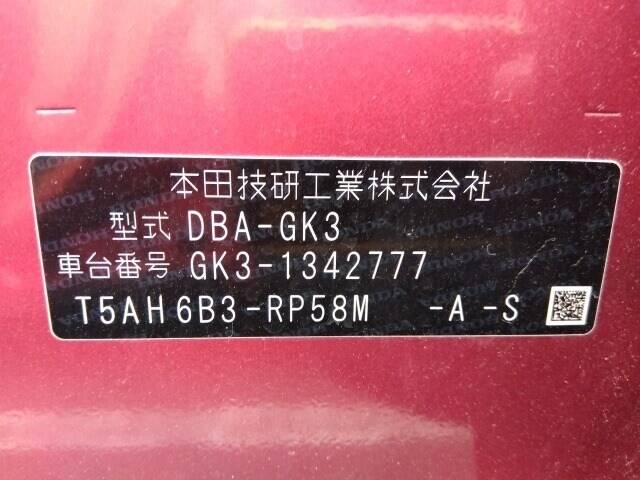 本田技研工業株式会社
型式 DBA-GK3
車台番号 GK3-1342777
T5AH6B3-RP58M -A -S